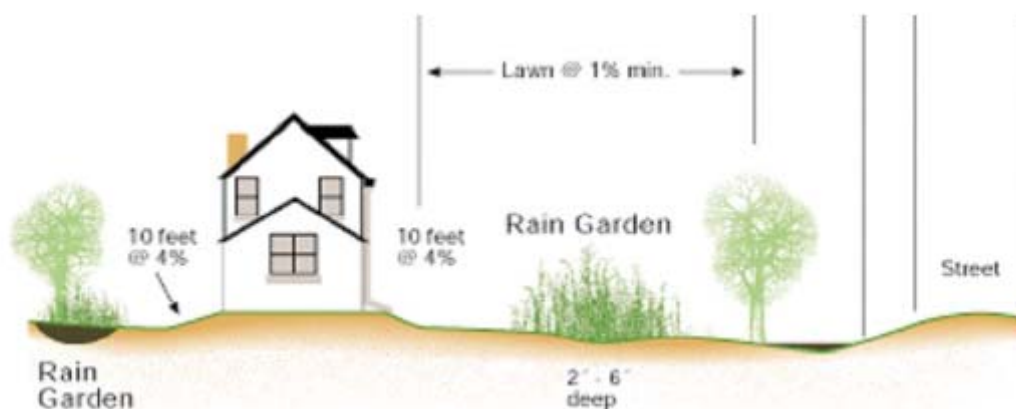 Lawn @ 1% min.
10 feet
@ 4%
10 feet
@ 4%
Rain Garden
Street
Rain
Garden
2´ - 6´
deep